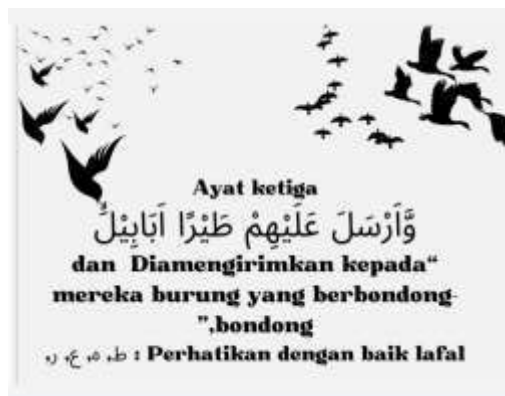 Ayat ketiga
وَّاَرْسَلَ عَلَيْهِمْ طَيْرًا اَبَابِيْلَۙ
“dan Diamengirimkan kepada
mereka burung yang berbondong-
bondong,”
Perhatikan dengan baik lafal : ط, ه, ع, ر,